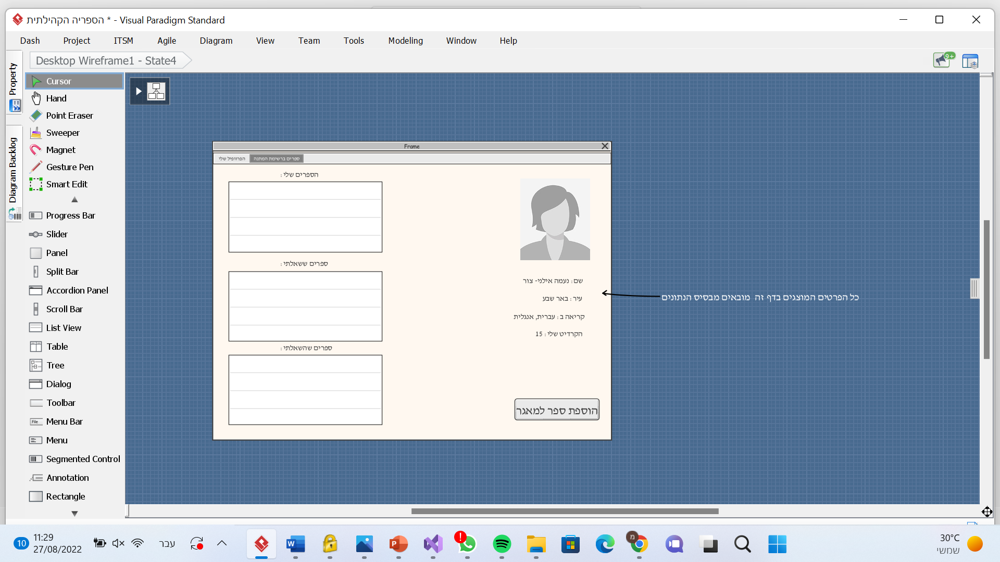 הספריה הקהילתית * - Visual Paradigm Standard
Dash Project ITSM Agile Diagram View Team Tools Modeling Window Help
Desktop Wireframe1 - State4
9+
Property
Diagram Backlog
Cursor
Hand
Point Eraser
Sweeper
Magnet
Gesture Pen
Smart Edit
Progress Bar
Slider
Panel
Split Bar
Accordion Panel
Scroll Bar
List View
Table
Tree
Dialog
Toolbar
File
Menu Bar
Menu
Segmented Control
Annotation
Rectangle
Frame
הפרוופיל שלי
ספרים ברשימת המתנה
הספרים שלי :
ספרים ששאלתי :
ספרים שהשאלתי :
שם : נעמה אילני- צור
עיר : באר שבע
קריאה ב : עברית, אנגלית
הקרדיט שלי : 15
הוספת ספר למאגר
כל הפרטים המוצגים בדף זה מובאים מבסיס הנתונים
10
11:29
27/08/2022
עבר
W
P
!
מ
30°C
שמשי